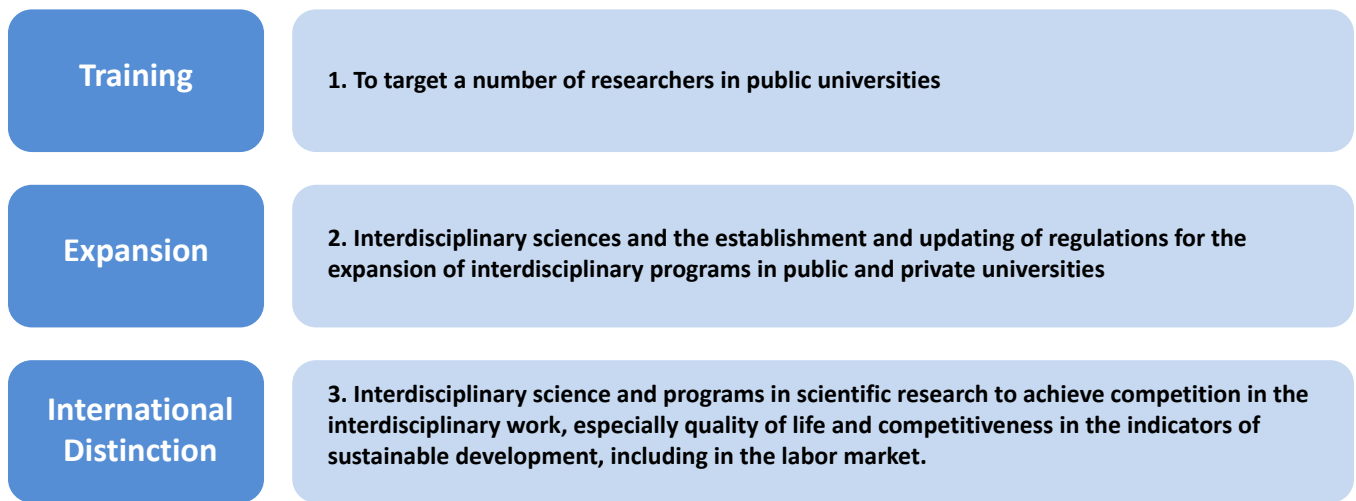 Training
1. To target a number of researchers in public universities
Expansion
2. Interdisciplinary sciences and the establishment and updating of regulations for the
expansion of interdisciplinary programs in public and private universities
International
Distinction
3. Interdisciplinary science and programs in scientific research to achieve competition in the
interdisciplinary work, especially quality of life and competitiveness in the indicators of
sustainable development, including in the labor market.